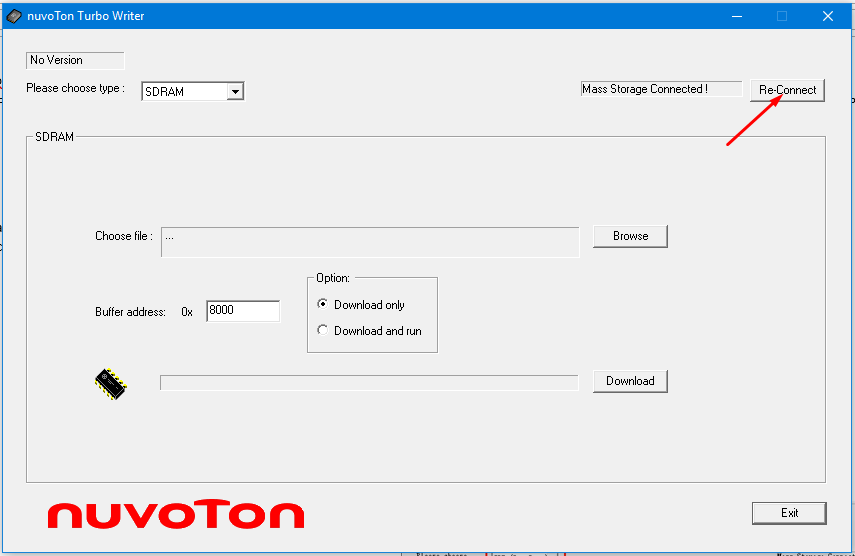 nuvoTon Turbo Writer
No Version
Please choose type :
SDRAM
Mass Storage Connected !
Re-Connect
SDRAM
Choose file :
...
Browse
Option:
Download only
Download and run
Buffer address:
0x
8000
Download
nuvoTon
Exit